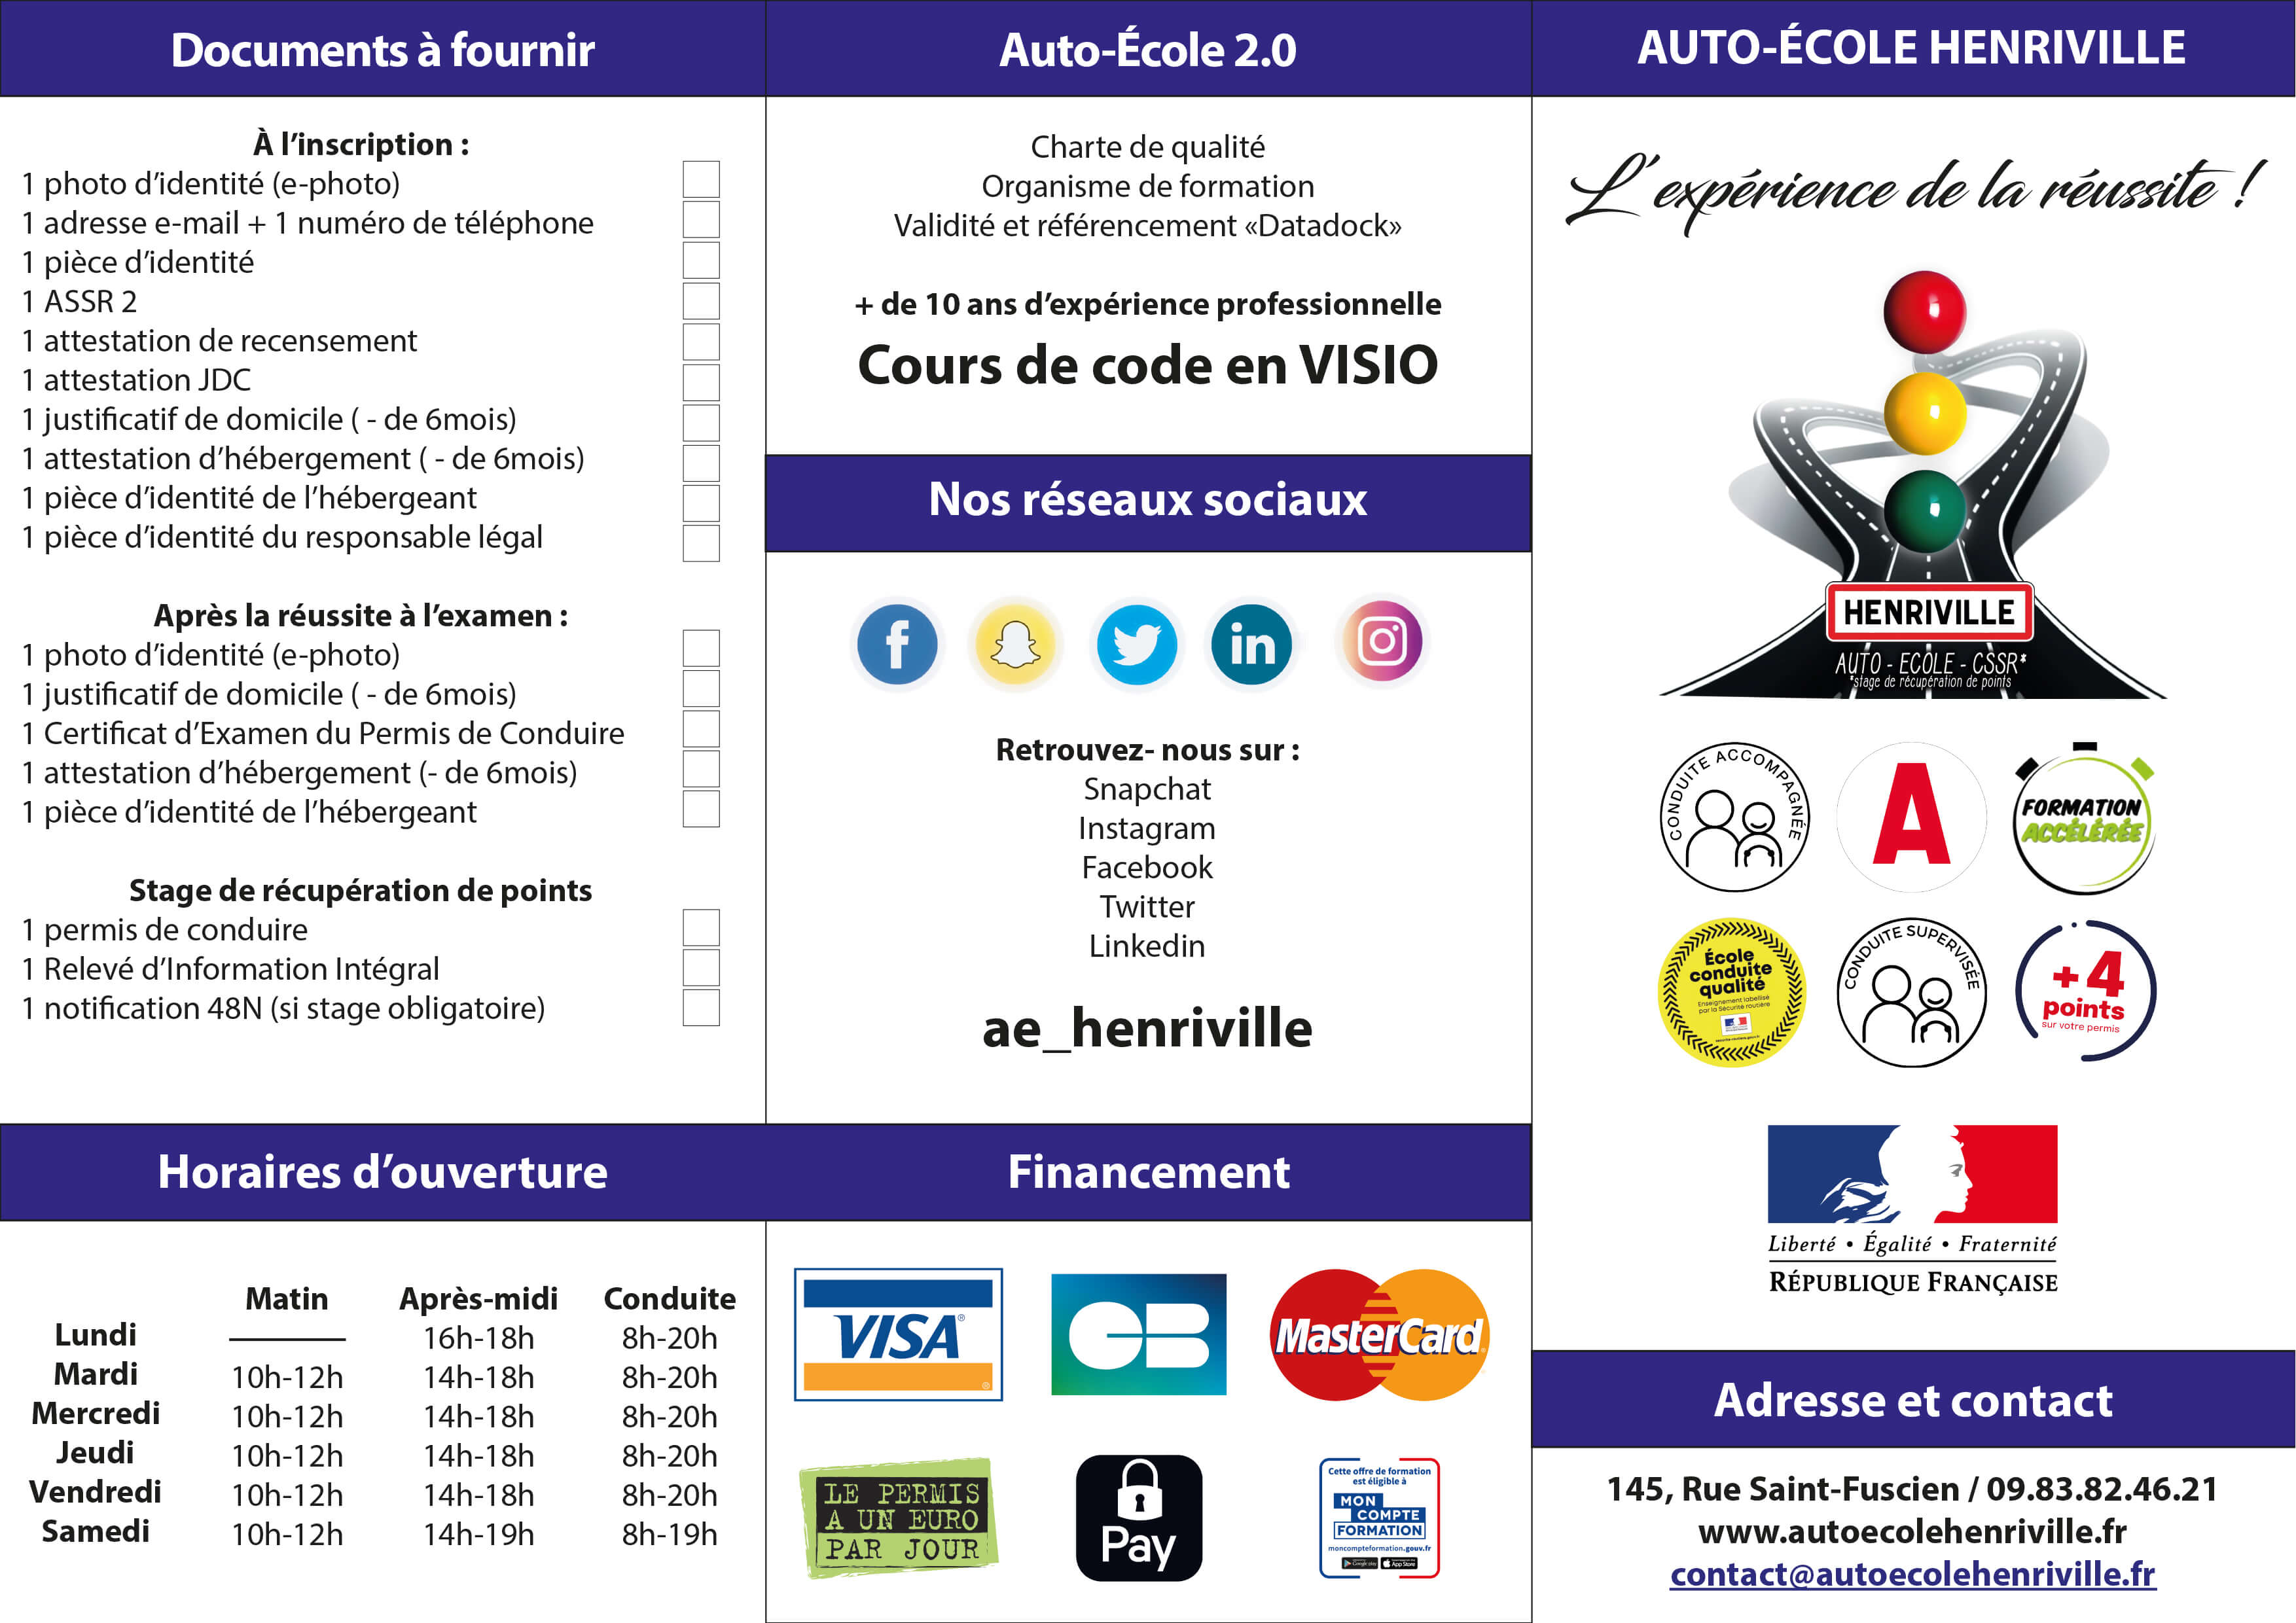 Documents à fournir
À l’inscription :
1 photo d’identité (e-photo)
1 adresse e-mail + 1 numéro de téléphone
1 pièce d’identité
1 ASSR 2
1 attestation de recensement
1 attestation JDC
1 justificatif de domicile ( - de 6mois)
1 attestation d’hébergement ( - de 6mois)
1 pièce d’identité de l’hébergeant
1 pièce d’identité du responsable légal
Après la réussite à l’examen :
1 photo d’identité (e-photo)
1 justificatif de domicile ( - de 6mois)
1 Certificat d’Examen du Permis de Conduire
1 attestation d’hébergement (- de 6mois)
1 pièce d’identité de l’hébergeant
Stage de récupération de points
1 permis de conduire
1 Relevé d’Information Intégral
1 notification 48N (si stage obligatoire)
Horaires d’ouverture
Matin Après-midi Conduite
Lundi 16h-18h 8h-20h
Mardi 10h-12h 14h-18h 8h-20h
Mercredi 10h-12h 14h-18h 8h-20h
Jeudi 10h-12h 14h-18h 8h-20h
Vendredi 10h-12h 14h-18h 8h-20h
Samedi 10h-12h 14h-19h 8h-19h
Auto-École 2.0
Charte de qualité
Organisme de formation
Validité et référencement «Datadock»
+ de 10 ans d’expérience professionnelle
Cours de code en VISIO
Nos réseaux sociaux
f
in
Retrouvez- nous sur :
Snapchat
Instagram
Facebook
Twitter
Linkedin
ae_henriville
Financement
VISA
CB
MasterCard
LE PERMIS
A UN EURO
PAR JOUR
Pay
Cette offre de formation
est éligible à
MON
COMPTE
FORMATION
moncompteformation.gouv.fr
Google play
App Store
AUTO-ÉCOLE HENRIVILLE
L’expérience de la réussite !
HENRIVILLE
AUTO - ECOLE - CSSR*
*stage de récupération de points
CONDUITE ACCOMPAGNÉE
A
FORMATION
ACCÉLÉRÉE
École
conduite
qualité
Enseignement labellisé
par la Sécurité routière
CONDUITE SUPERVISÉE
+4
points
sur votre permis
Liberté • Égalité • Fraternité
RÉPUBLIQUE FRANÇAISE
Adresse et contact
145, Rue Saint-Fuscien / 09.83.82.46.21
www.autoecolehenriville.fr
contact@autoecolehenriville.fr